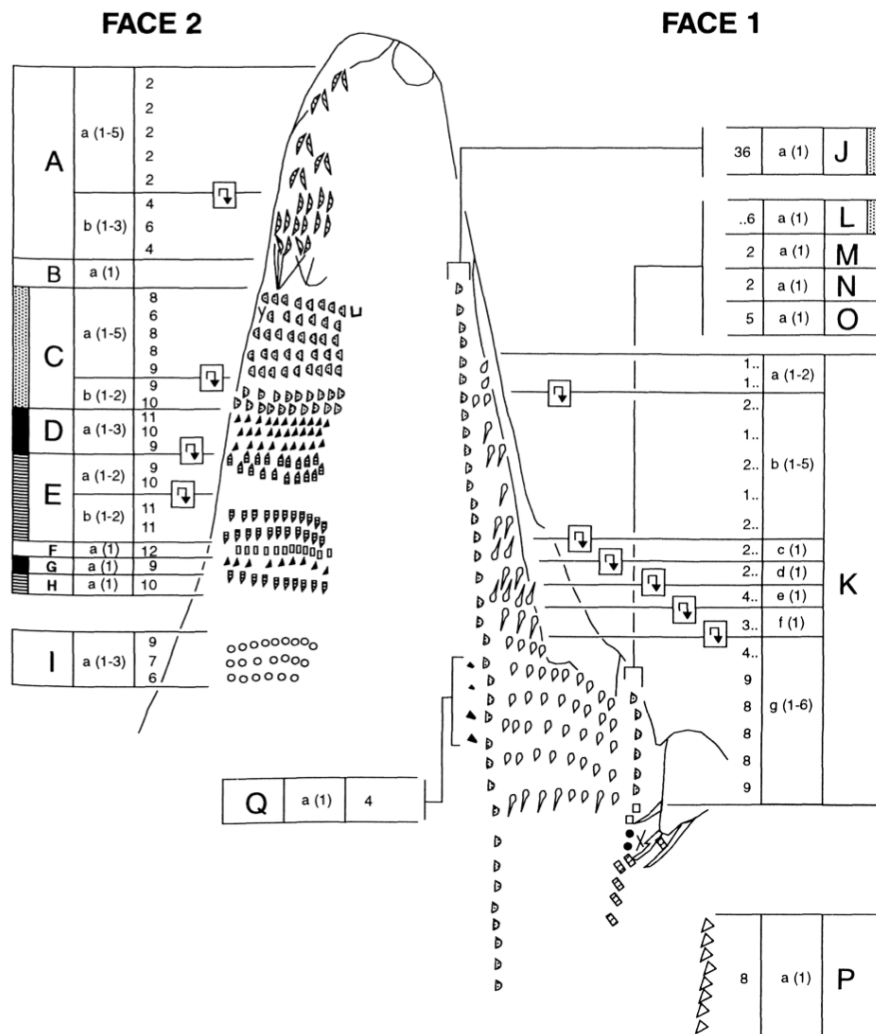 FACE 2
FACE 1
A
a (1-5)
2
2
2
2
2
b (1-3)
4
6
4
B
a (1)
C
a (1-5)
8
6
8
8
9
b (1-2)
9
10
D
a (1-3)
11
10
9
E
a (1-2)
9
10
b (1-2)
11
11
F a (1) 12
G a (1) 9
H a (1) 10
I
a (1-3)
9
7
6
Q a (1) 4
36 a (1) J
..6 a (1) L
2 a (1) M
2 a (1) N
5 a (1) O
K
1..
1..
a (1-2)
2..
1..
2..
1..
2..
b (1-5)
2.. c (1)
2.. d (1)
4.. e (1)
3.. f (1)
4..
9
8
8
8
9
g (1-6)
8 a (1) P